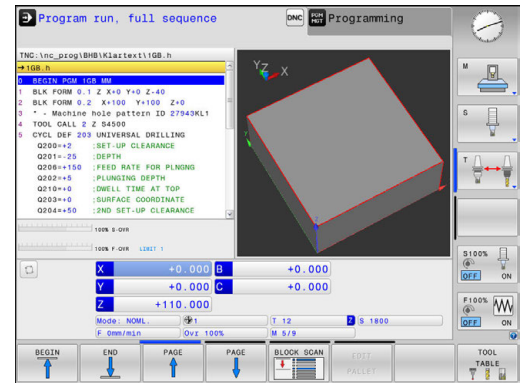 Program run, full sequence
DNC
PGM MGT
Programming
TNC:\nc_prog\BHB\Klartext\1GB.h
→1GB.h
0 BEGIN PGM 1GB MM
1 BLK FORM 0.1 Z X+0 Y+0 Z-40
2 BLK FORM 0.2 X+100 Y+100 Z+0
3 * - Machine hole pattern ID 27943KL1
4 TOOL CALL 2 Z S4500
5 CYCL DEF 203 UNIVERSAL DRILLING
Q200=+2 ;SET-UP CLEARANCE
Q201=-25 ;DEPTH
Q206=+150 ;FEED RATE FOR PLNGNG
Q202=+5 ;PLUNGING DEPTH
Q210=+0 ;DWELL TIME AT TOP
Q203=+0 ;SURFACE COORDINATE
Q204=+50 ;2ND SET-UP CLEARANCE
Y Z X
100% S-OVR
100% F-OVR LIMIT 1
X +0.000 B +0.000
Y +0.000 C +0.000
Z +110.000
Mode: NOML. 1 T 12 Z S 1800
F 0mm/min Ovr 100% M 5/9
M
S
T
S100%
OFF ON
F100%
OFF ON
BEGIN
END
PAGE
PAGE
BLOCK SCAN
EDIT PALLET
TOOL TABLE